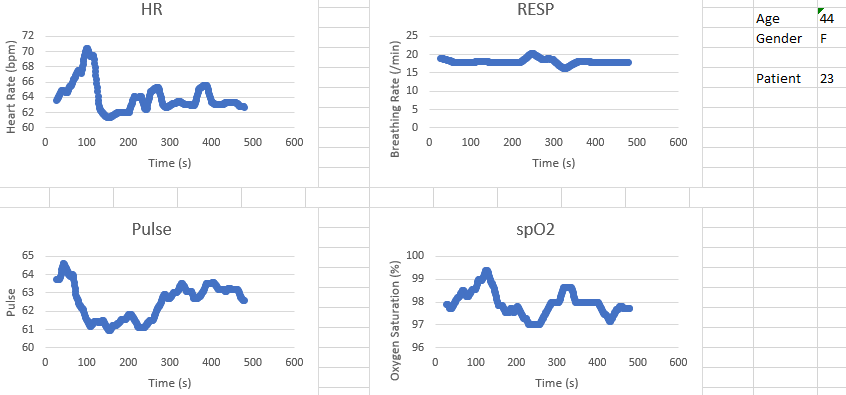 HR
72
70
68
66
64
62
60
Heart Rate (bpm)
0 100 200 300 400 500 600
Time (s)
RESP
25
20
15
10
5
0
Breathing Rate (/min)
0 100 200 300 400 500 600
Time (s)
Age 44
Gender F
Patient 23
Pulse
65
64
63
62
61
60
Pulse
0 100 200 300 400 500 600
Time (s)
spO2
100
99
98
97
96
Oxygen Saturation (%)
0 100 200 300 400 500 600
Time (s)